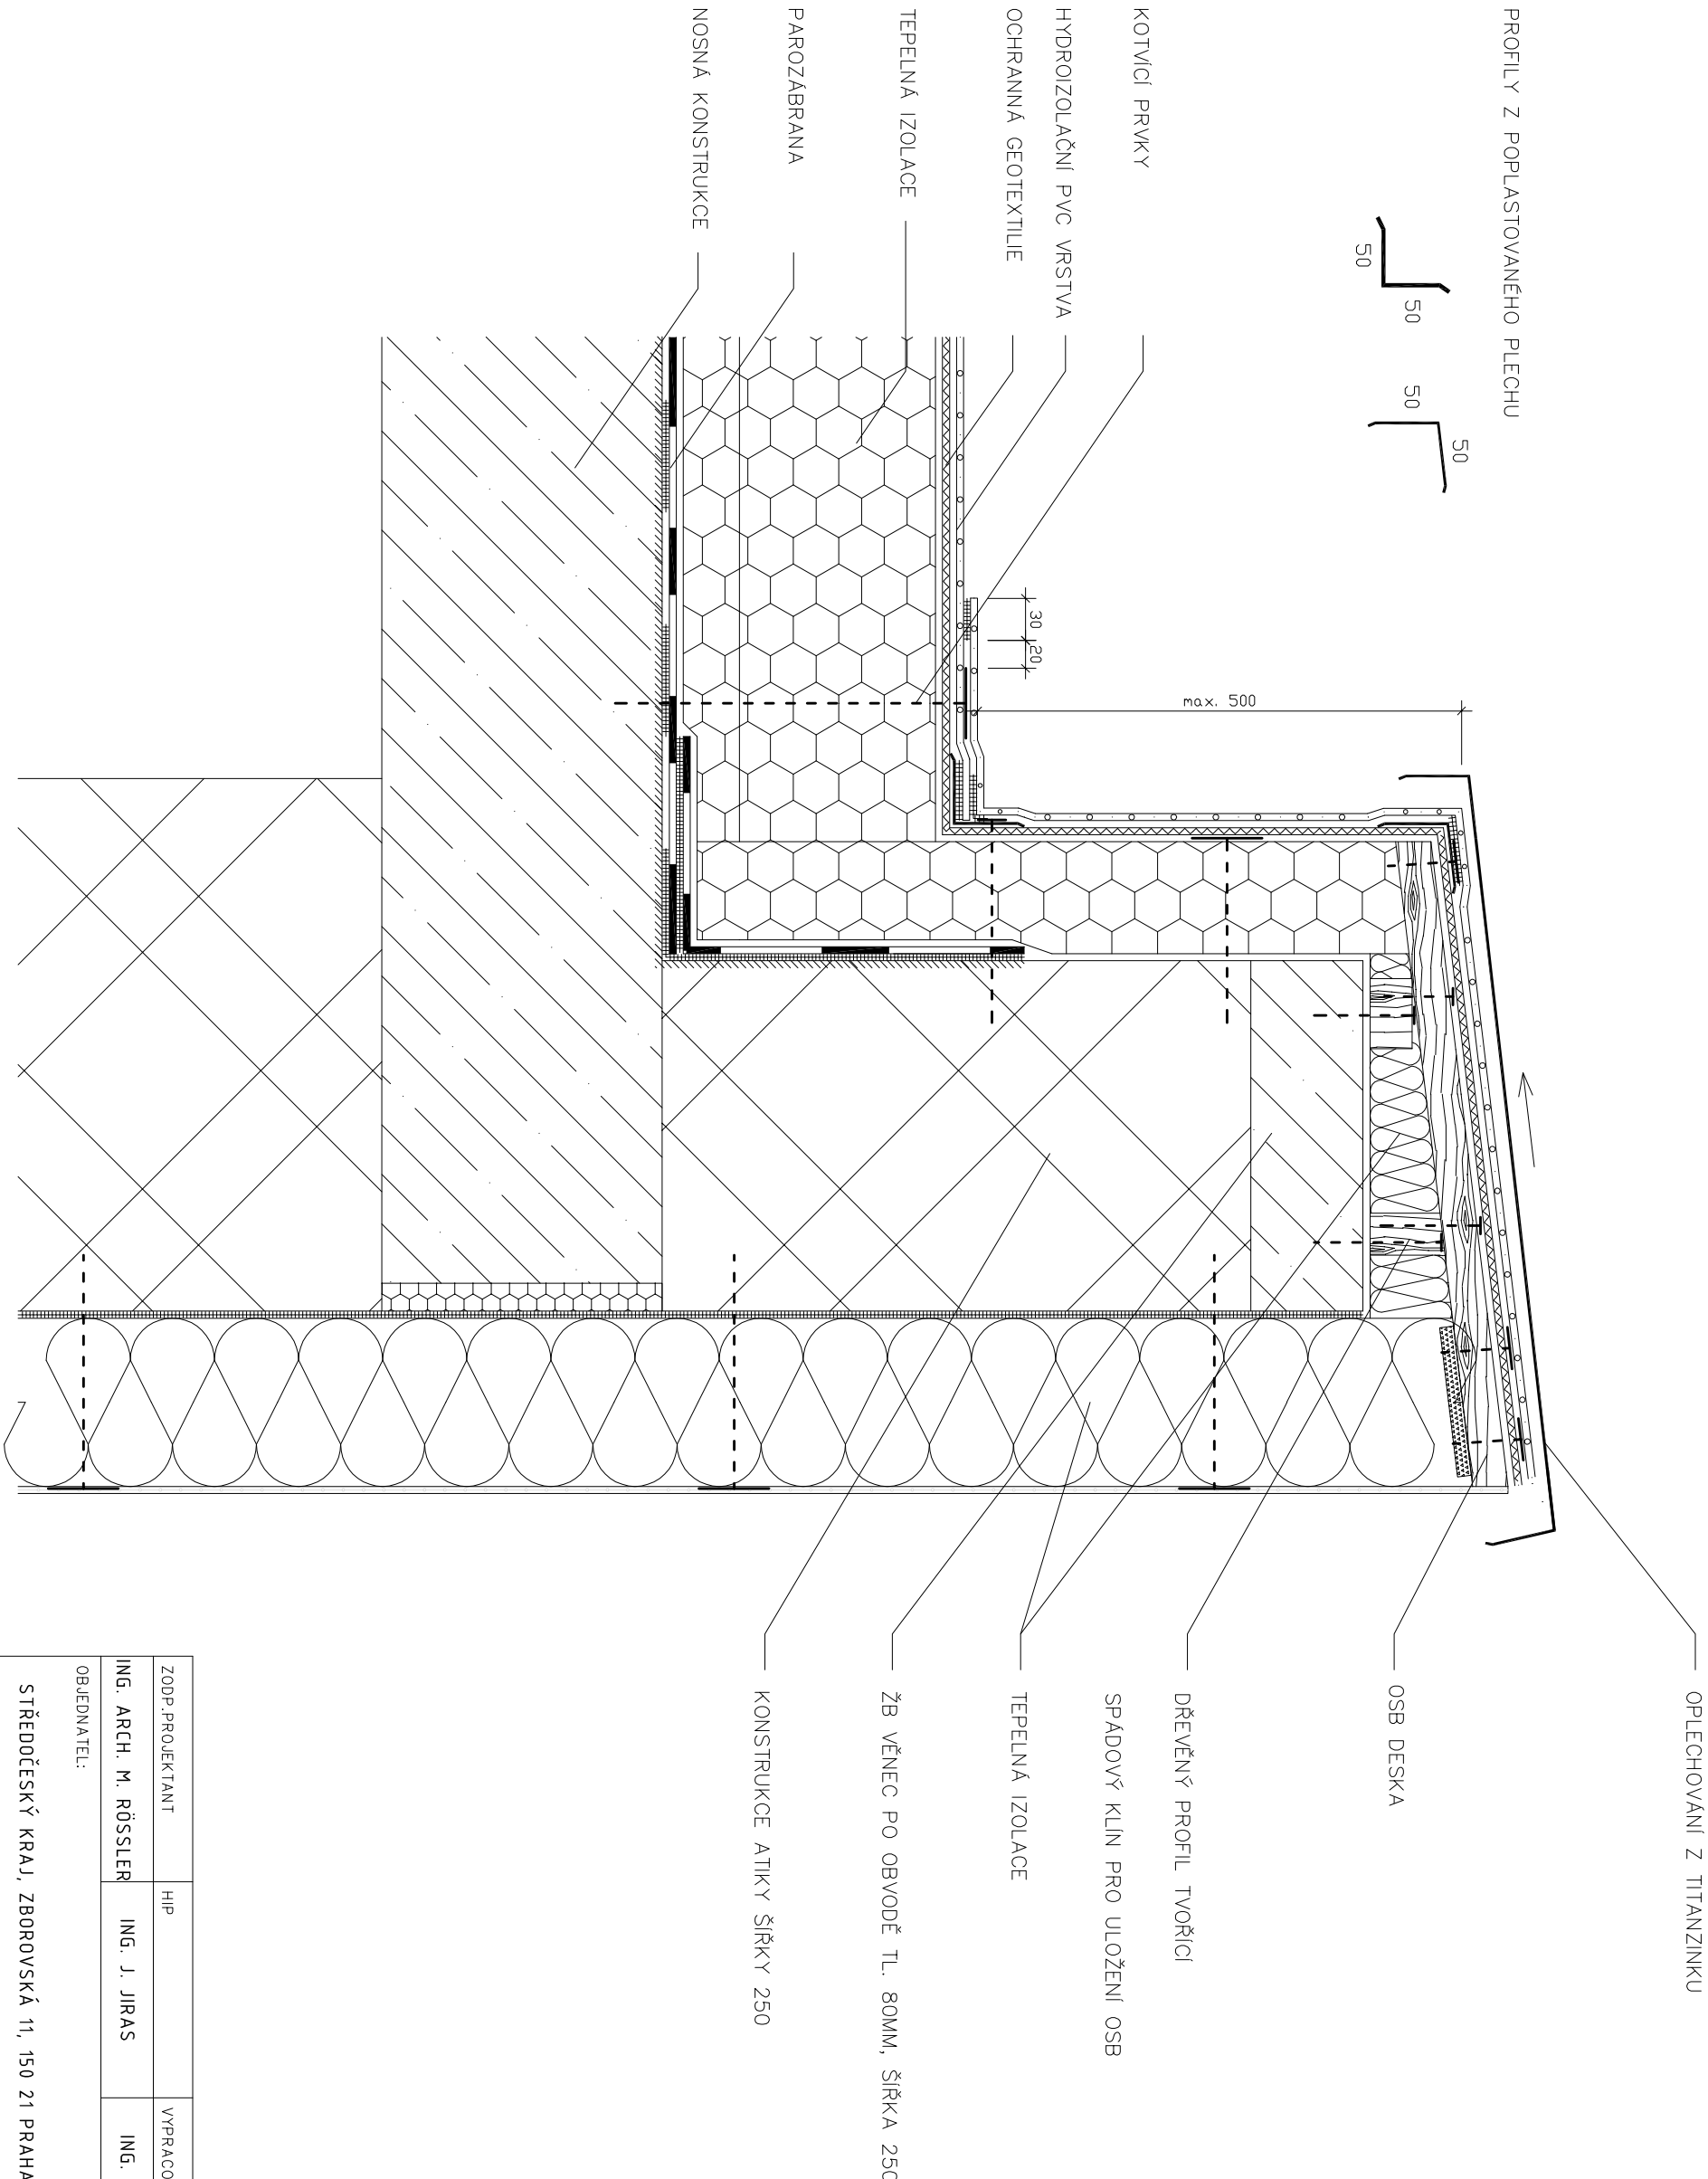 PROFILY Z POPLASTOVANÉHO PLECHU
50
50
50
50
KOTVÍCÍ PRVKY
HYDROIZOLAČNÍ PVC VRSTVA
OCHRANNÁ GEOTEXTILIE
TEPELNÁ IZOLACE
PAROZÁBRANA
NOSNÁ KONSTRUKCE
30
20
max. 500
OPLECHOVÁNÍ Z TITANZINKU
OSB DESKA
DŘEVĚNÝ PROFIL TVOŘÍCÍ
SPÁDOVÝ KLÍN PRO ULOŽENÍ OSB
TEPELNÁ IZOLACE
ŽB VĚNEC PO OBVODĚ TL. 80MM, ŠÍŘKA 250
KONSTRUKCE ATIKY ŠÍŘKY 250
ZODP.PROJEKTANT
HIP
VYPRACO
ING. ARCH. M. RÖSSLER
ING. J. JIRAS
ING.
OBJEDNATEL:
STŘEDOČESKÝ KRAJ, ZBOROVSKÁ 11, 150 21 PRAHA